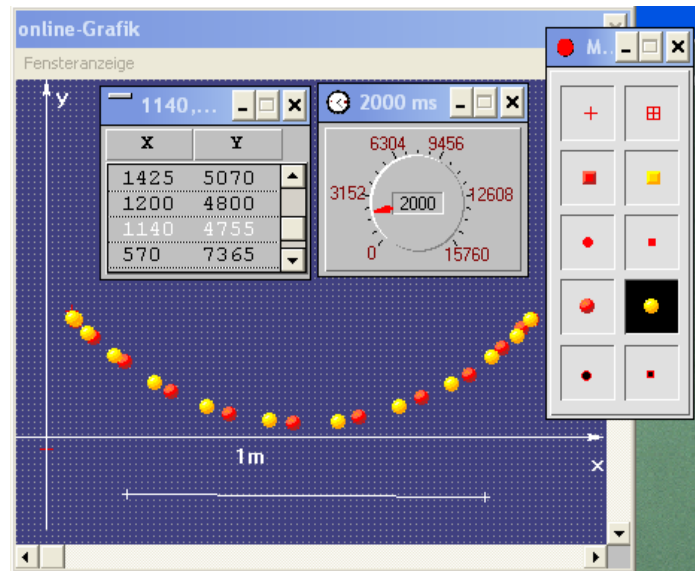 online-Grafik
M..
Fensteranzeige
y
1140,...
2000 ms
X Y
1425 5070
1200 4800
1140 4755
570 7365
6304 9456
3152 12608
2000
0 15760
1m
x